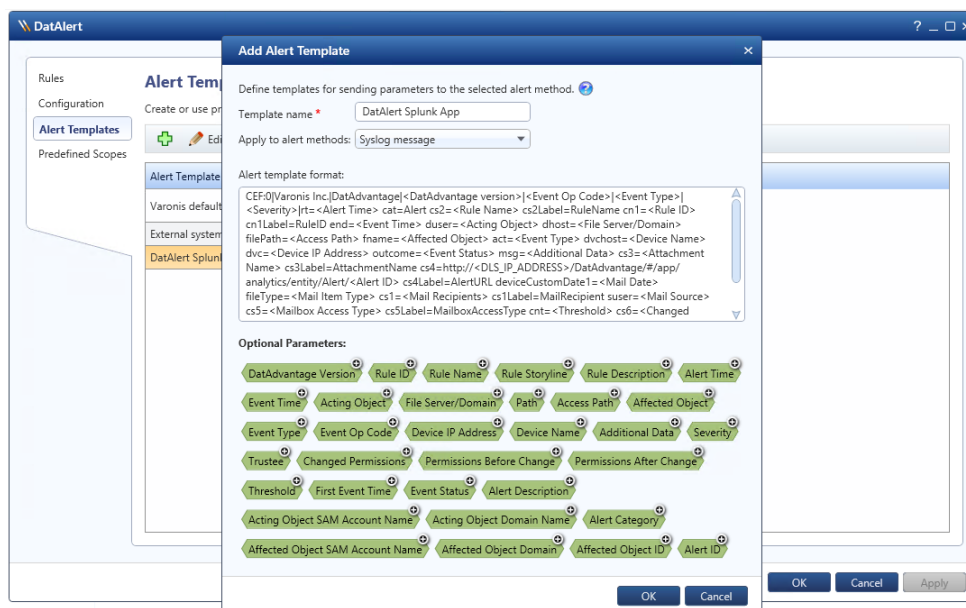 DatAlert
?
Add Alert Template
Rules
Configuration
Alert Templates
Predefined Scopes
Alert Temp
Create or use pr
Edi
Alert Template
Varonis default
External system
DatAlert Splunk
Define templates for sending parameters to the selected alert method. ?
Template name * DatAlert Splunk App
Apply to alert methods: Syslog message
Alert template format:
CEF:0|Varonis Inc.|DatAdvantage|<DatAdvantage version>|<Event Op Code>|<Event Type>|
<Severity>|rt=<Alert Time> cat=Alert cs2=<Rule Name> cs2Label=RuleName cn1=<Rule ID>
cn1Label=RuleID end=<Event Time> duser=<Acting Object> dhost=<File Server/Domain>
filePath=<Access Path> fname=<Affected Object> act=<Event Type> dvchost=<Device Name>
dvc=<Device IP Address> outcome=<Event Status> msg=<Additional Data> cs3=<Attachment
Name> cs3Label=AttachmentName cs4=http://<DLS_IP_ADDRESS>/DatAdvantage/#/app/
analytics/entity/Alert/<Alert ID> cs4Label=AlertURL deviceCustomDate1=<Mail Date>
fileType=<Mail Item Type> cs1=<Mail Recipients> cs1Label=MailRecipient suser=<Mail Source>
cs5=<Mailbox Access Type> cs5Label=MailboxAccessType cnt=<Threshold> cs6=<Changed
Optional Parameters:
DatAdvantage Version Rule ID Rule Name Rule Storyline Rule Description Alert Time
Event Time Acting Object File Server/Domain Path Access Path Affected Object
Event Type Event Op Code Device IP Address Device Name Additional Data Severity
Trustee Changed Permissions Permissions Before Change Permissions After Change
Threshold First Event Time Event Status Alert Description
Acting Object SAM Account Name Acting Object Domain Name Alert Category
Affected Object SAM Account Name Affected Object Domain Affected Object ID Alert ID
OK Cancel
OK Cancel Apply